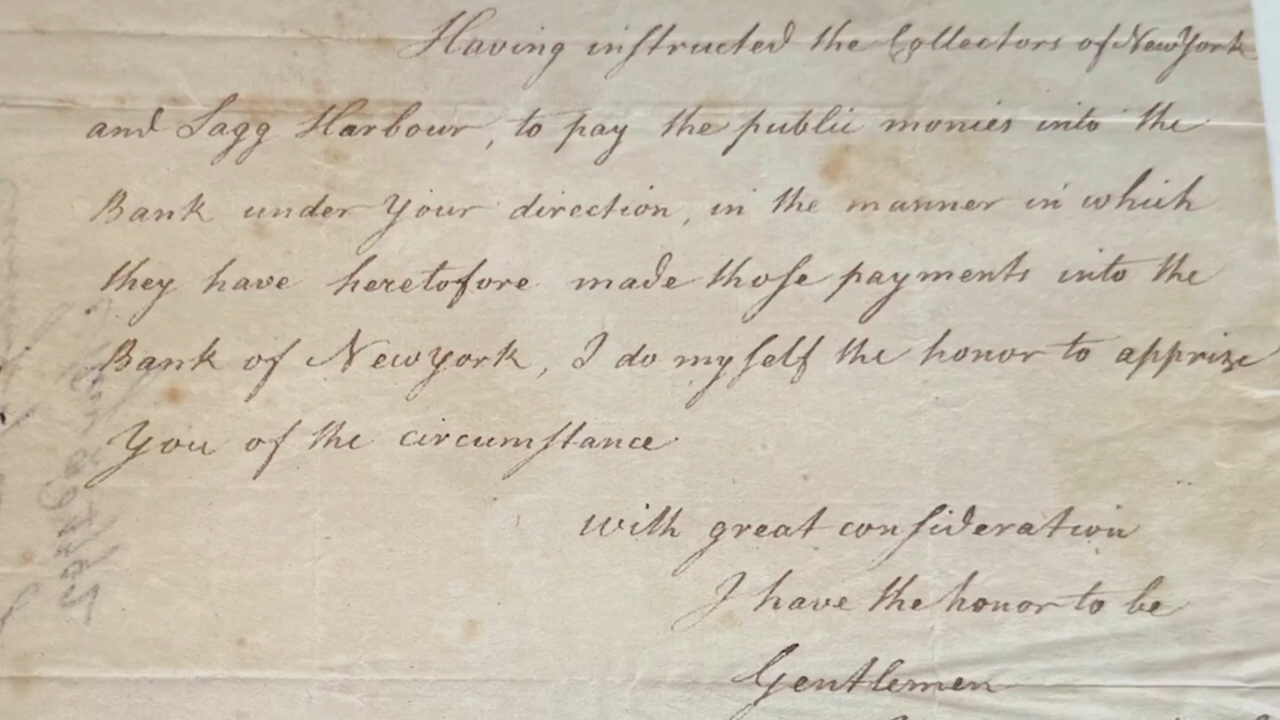 Having instructed the Collectors of New York
and Sagg Harbour, to pay the public monies into the
Bank under Your direction, in the manner in which
they have heretofore made those payments into the
Bank of New York, I do myself the honor to apprize
You of the circumstance
with great consideration
I have the honor to be
Gentlemen